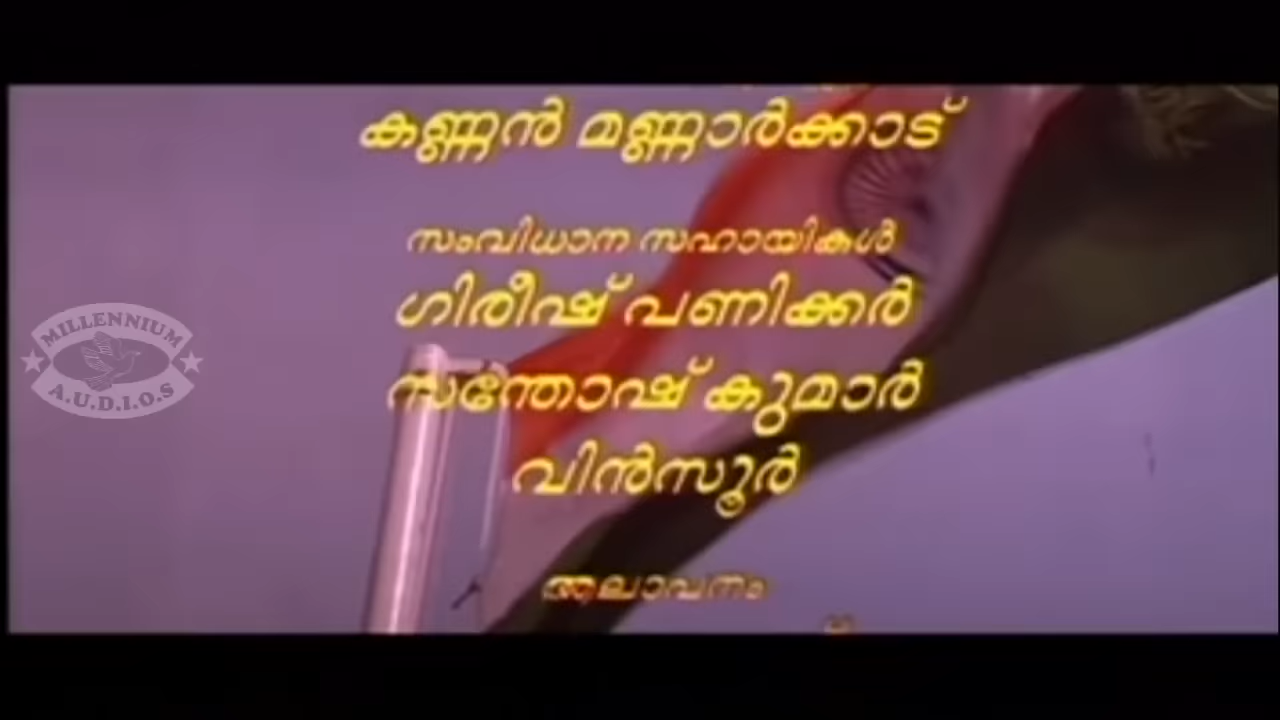 കണ്ണൻ മണ്ണാർക്കാട്
സംവിധാന സഹായികൾ
ഗിരീഷ് പണിക്കർ
സന്തോഷ് കുമാർ
വിൻസൂർ
ആലാപനം
MILLENNIUM
A.U.D.I.O.S